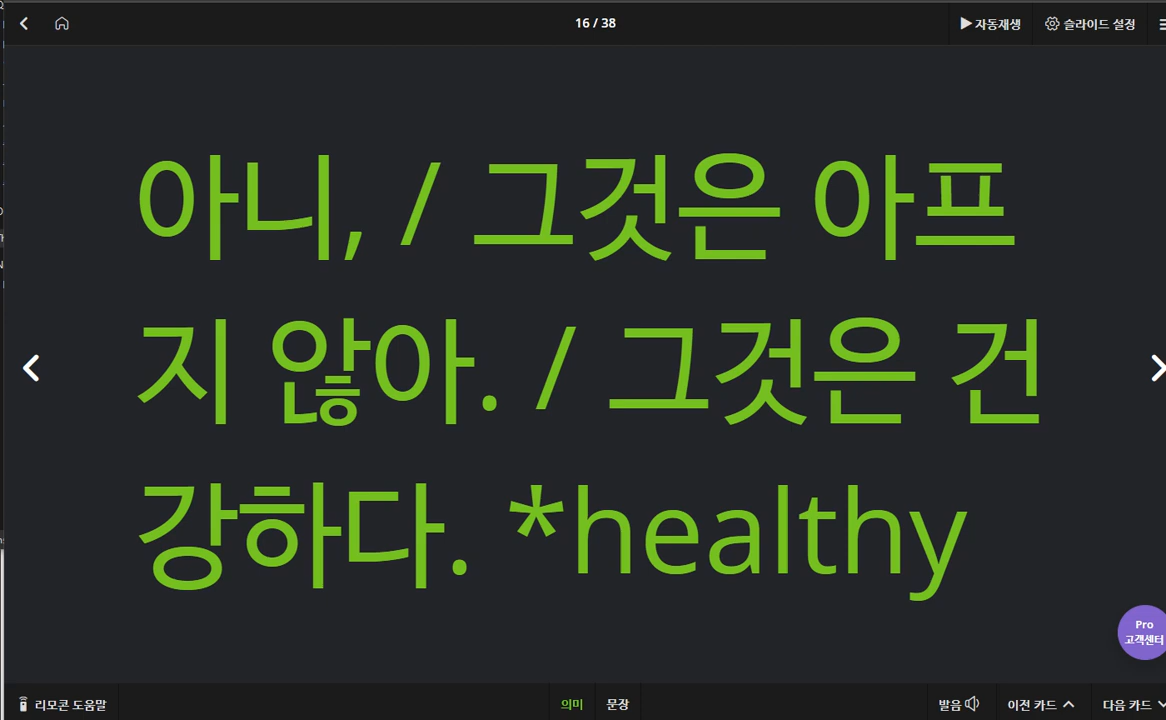 16 / 38
▶자동재생
슬라이드 설정
아니, / 그것은 아프
지 않아. / 그것은 건
강하다. *healthy
Pro
고객센터
리모콘 도움말
의미
문장
발음
이전 카드
다음 카드